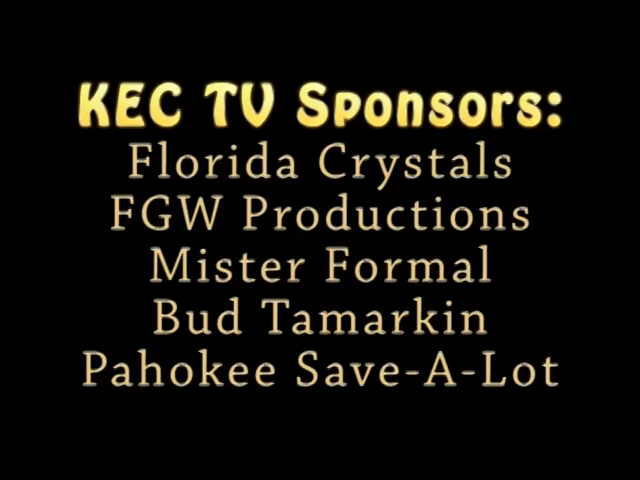 KEC TV Sponsors:
Florida Crystals
FGW Productions
Mister Formal
Bud Tamarkin
Pahokee Save-A-Lot